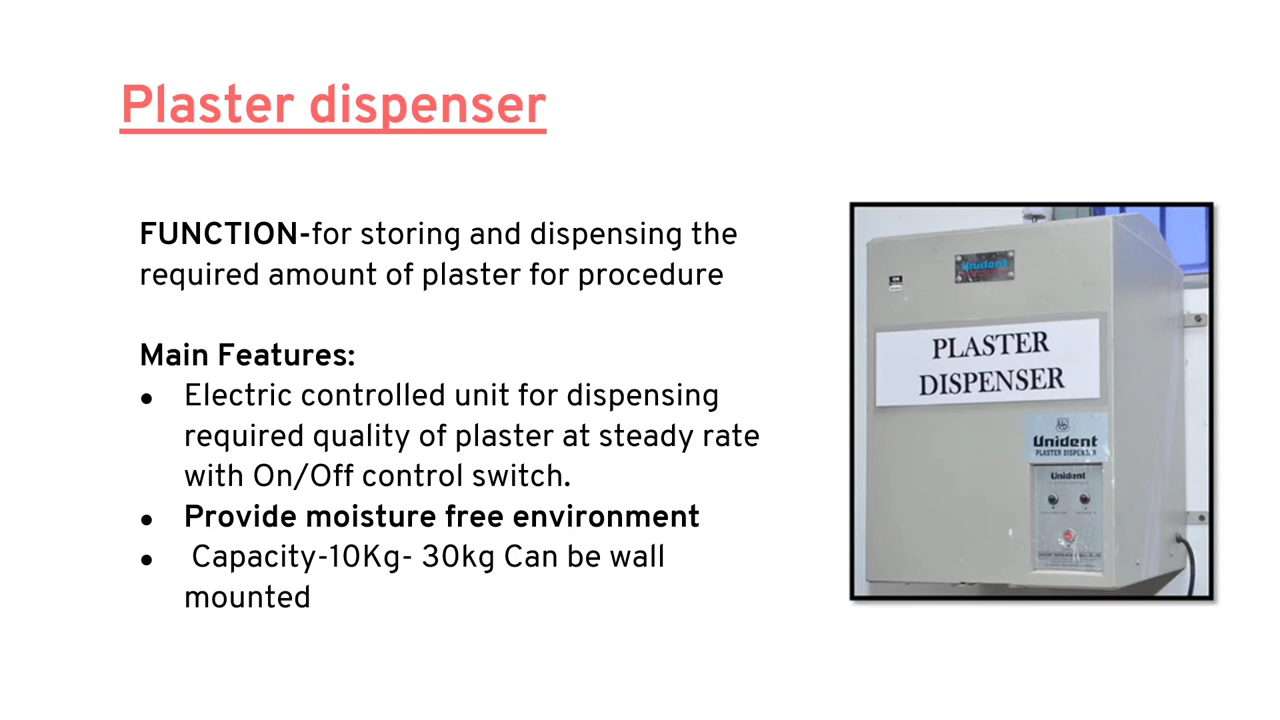 Plaster dispenser
FUNCTION-for storing and dispensing the
required amount of plaster for procedure
Main Features:
● Electric controlled unit for dispensing
required quality of plaster at steady rate
with On/Off control switch.
● Provide moisture free environment
● Capacity-10Kg- 30kg Can be wall
mounted
Unident
PLASTER
DISPENSER
Unident
PLASTER DISPENSER
Unident